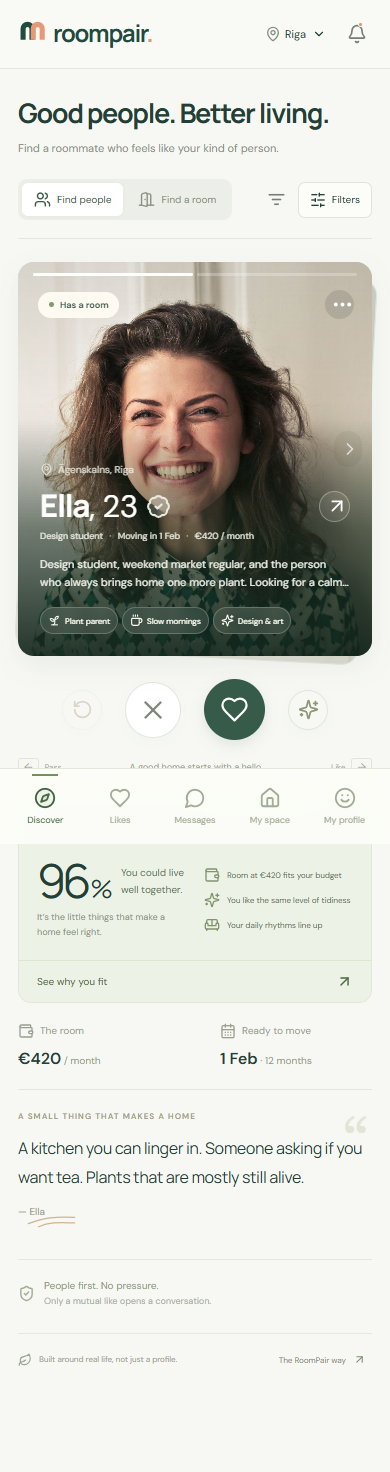 roompair.
Riga
Good people. Better living.
Find a roommate who feels like your kind of person.
Find people
Find a room
Filters
Has a room
Āgenskalns, Riga
Ella, 23
Design student · Moving in 1 Feb · €420 / month
Design student, weekend market regular, and the person
who always brings home one more plant. Looking for a calm…
Plant parent
Slow mornings
Design & art
Pass
A good home starts with a hello
Like
Discover
Likes
Messages
My space
My profile
96%
You could live
well together.
It's the little things that make a
home feel right.
Room at €420 fits your budget
You like the same level of tidiness
Your daily rhythms line up
See why you fit
The room
€420 / month
Ready to move
1 Feb · 12 months
A SMALL THING THAT MAKES A HOME
A kitchen you can linger in. Someone asking if you
want tea. Plants that are mostly still alive.
— Ella
People first. No pressure.
Only a mutual like opens a conversation.
Built around real life, not just a profile.
The RoomPair way